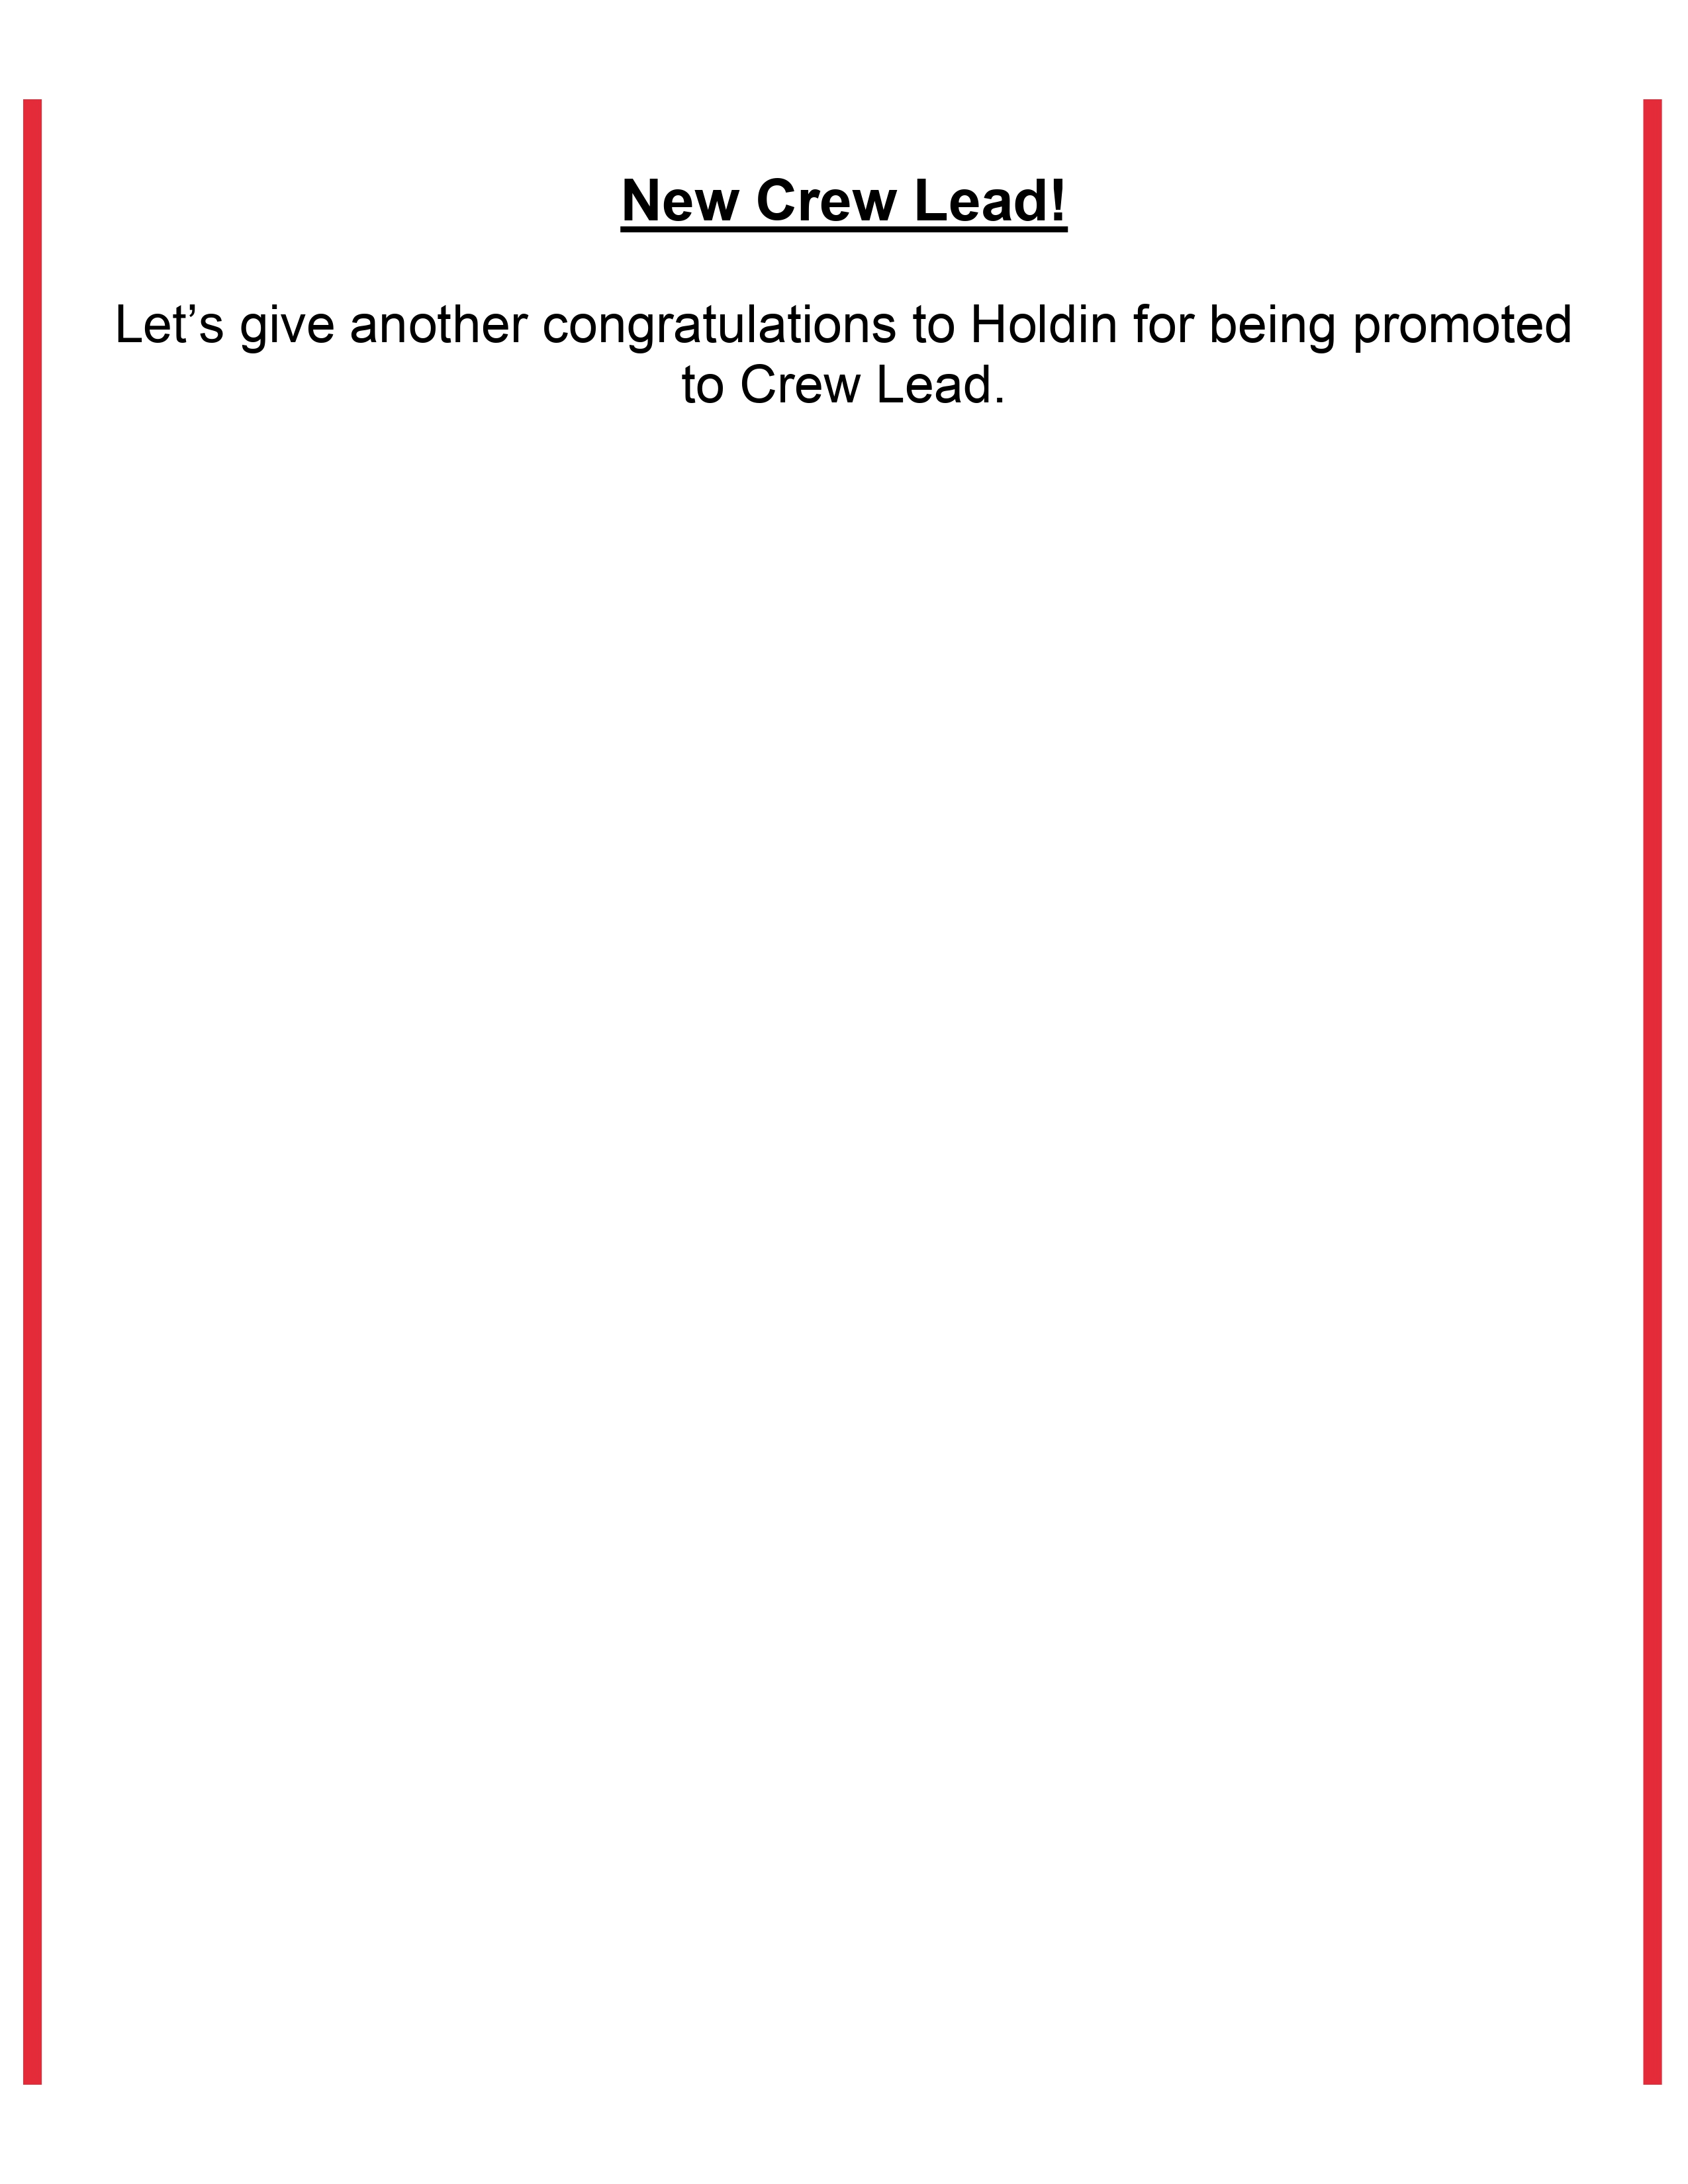 New Crew Lead!
Let’s give another congratulations to Holdin for being promoted
to Crew Lead.